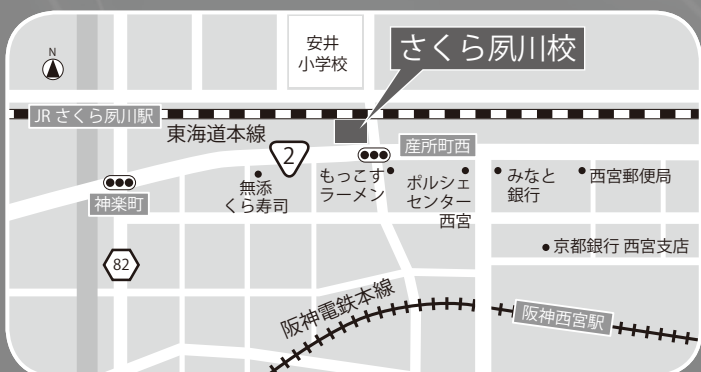 N
安井
小学校
さくら夙川校
JR さくら夙川駅
東海道本線
2
産所町西
神楽町
無添
くら寿司
もっこす
ラーメン
ポルシェ
センター
西宮
みなと
銀行
西宮郵便局
京都銀行 西宮支店
82
阪神電鉄本線
阪神西宮駅